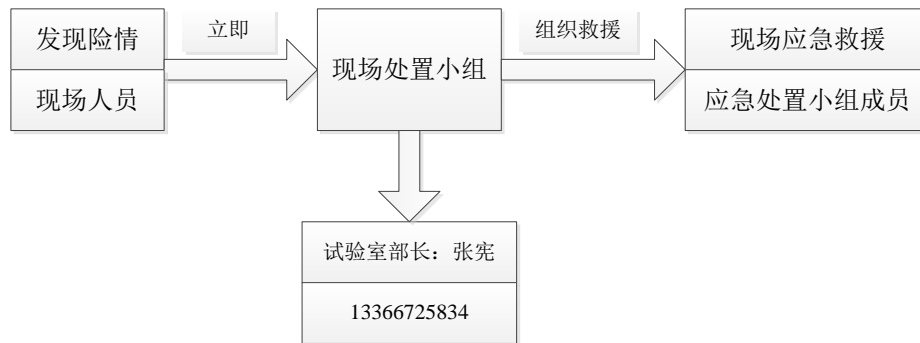 发现险情
现场人员
立即
现场处置小组
组织救援
现场应急救援
应急处置小组成员
试验室部长：张宪
13366725834